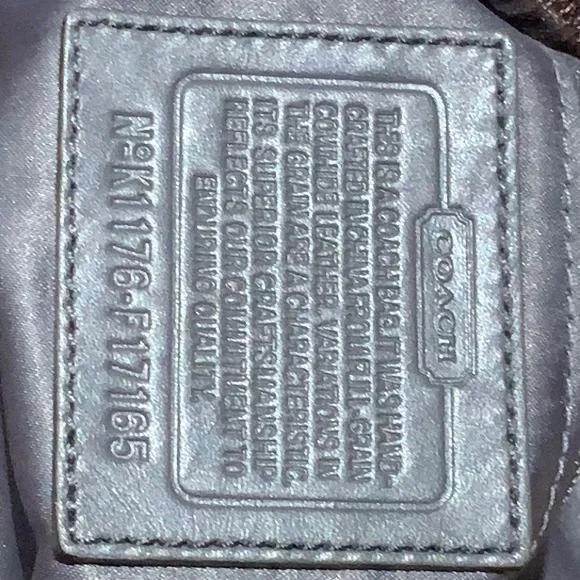 COACH
THIS IS A COACH BAG. IT WAS HAND-
CRAFTED IN CHINA FROM FULL GRAIN
COWHIDE LEATHER. VARIATIONS IN
THE GRAIN ARE A CHARACTERISTIC.
ITS SUPERIOR CRAFTSMANSHIP
REFLECTS OUR COMMITMENT TO
ENDURING QUALITY.
Nº K1176-F17165